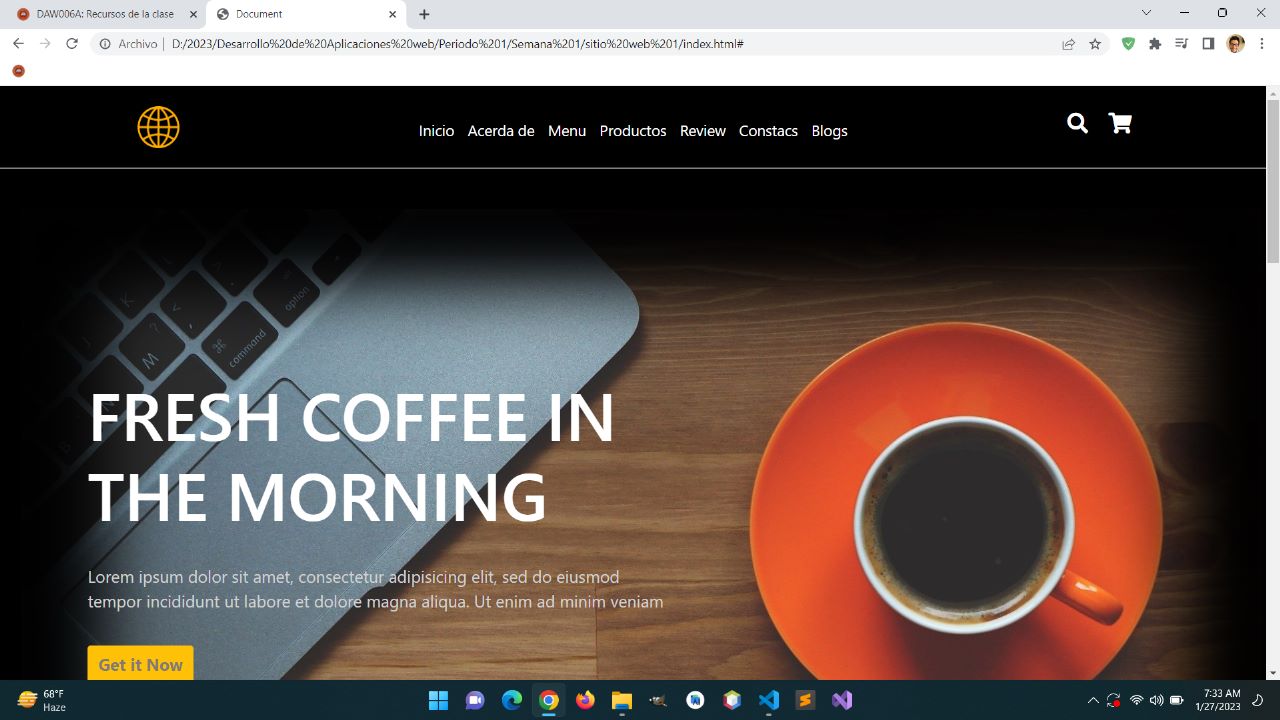 DAW006A: Recursos de la clase
Document
Archivo
D:/2023/Desarrollo%20de%20Aplicaciones%20web/Periodo%201/Semana%201/sitio%20web%201/index.html#
Inicio Acerda de Menu Productos Review Constacs Blogs
K
M
?
option
command
FRESH COFFEE IN
THE MORNING
Lorem ipsum dolor sit amet, consectetur adipisicing elit, sed do eiusmod
tempor incididunt ut labore et dolore magna aliqua. Ut enim ad minim veniam
Get it Now
68°F
Haze
7:33 AM
1/27/2023